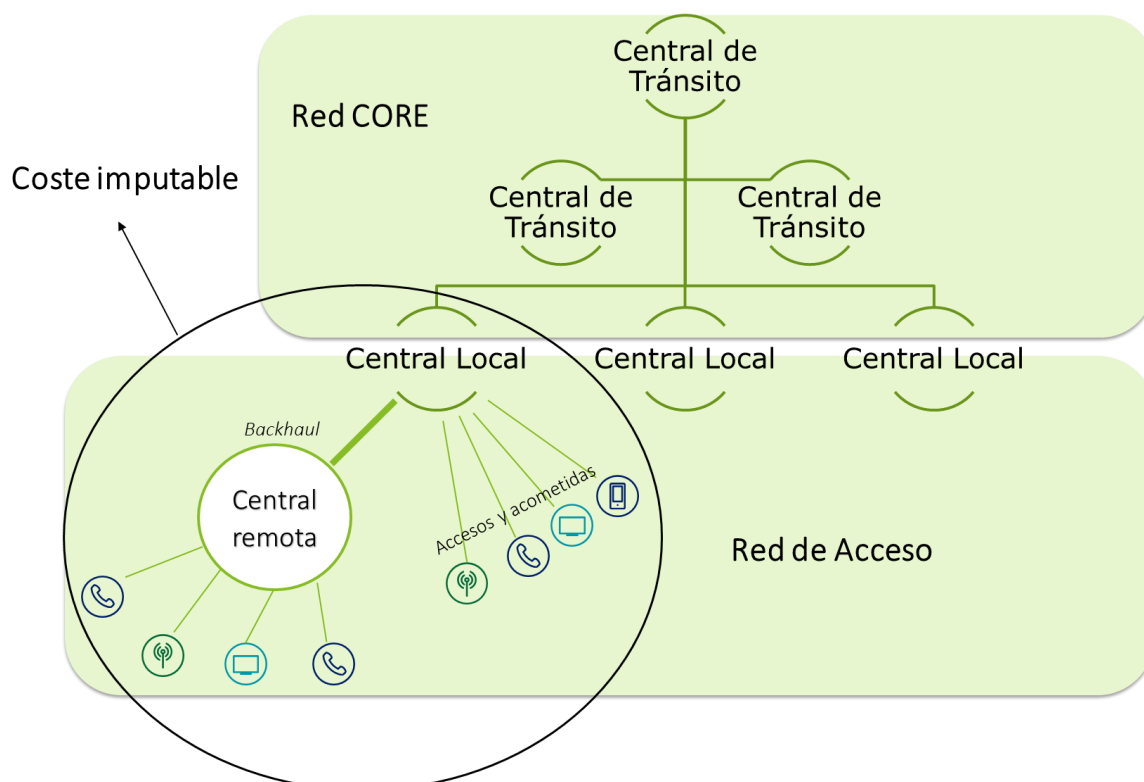 Central de
Tránsito
Red CORE
Coste imputable
Central de
Tránsito
Central de
Tránsito
Central Local
Central Local
Central Local
Backhaul
Central
remota
Accesos y acometidas
Red de Acceso